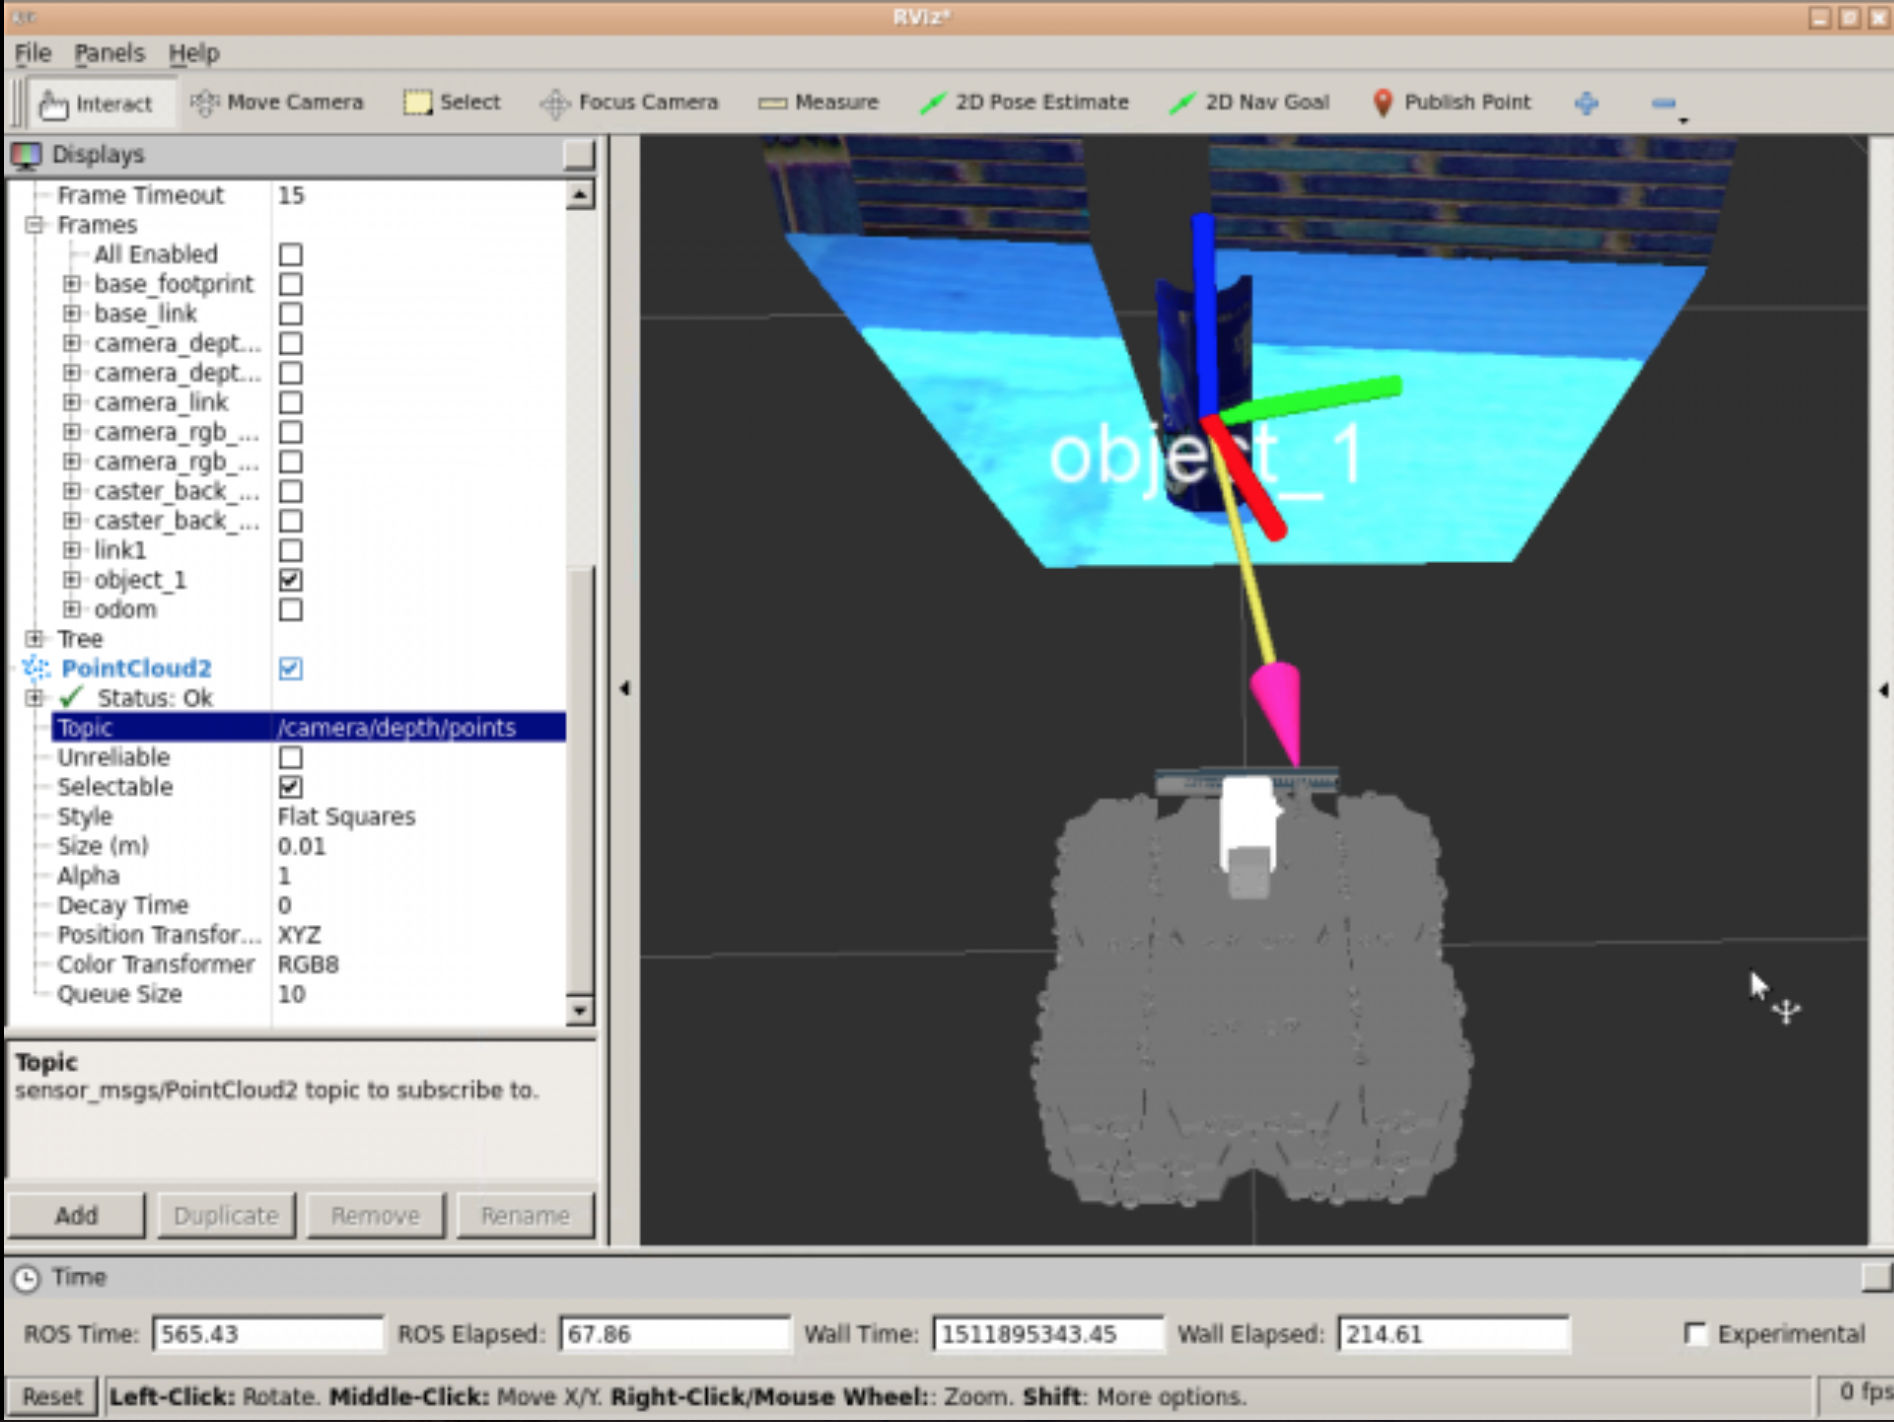 RViz*
File Panels Help
Interact Move Camera Select Focus Camera Measure 2D Pose Estimate 2D Nav Goal Publish Point
Displays
Frame Timeout 15
Frames
All Enabled
base_footprint
base_link
camera_dept...
camera_dept...
camera_link
camera_rgb_...
camera_rgb_...
caster_back_...
caster_back_...
link1
object_1
odom
Tree
PointCloud2
Status: Ok
Topic /camera/depth/points
Unreliable
Selectable
Style Flat Squares
Size (m) 0.01
Alpha 1
Decay Time 0
Position Transfor... XYZ
Color Transformer RGB8
Queue Size 10
Topic
sensor_msgs/PointCloud2 topic to subscribe to.
Add Duplicate Remove Rename
object_1
Time
ROS Time: 565.43 ROS Elapsed: 67.86 Wall Time: 1511895343.45 Wall Elapsed: 214.61 Experimental
Reset Left-Click: Rotate. Middle-Click: Move X/Y. Right-Click/Mouse Wheel:: Zoom. Shift: More options. 0 fps